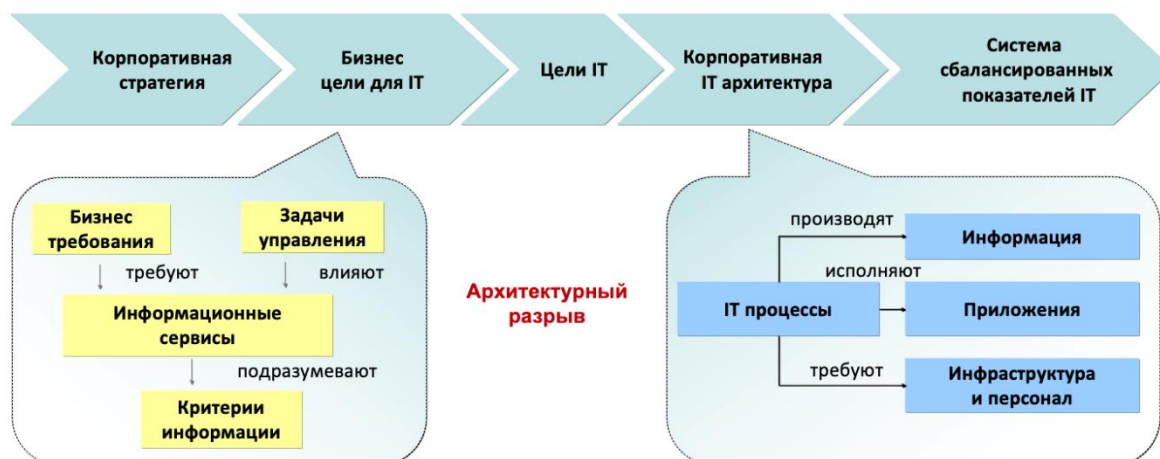 Корпоративная
стратегия
Бизнес
цели для IT
Цели IT
Корпоративная
IT архитектура
Система
сбалансированных
показателей IT
Бизнес
требования
Задачи
управления
требуют
влияют
Информационные
сервисы
подразумевают
Критерии
информации
Архитектурный
разрыв
производят
Информация
исполняют
IT процессы
Приложения
требуют
Инфраструктура
и персонал